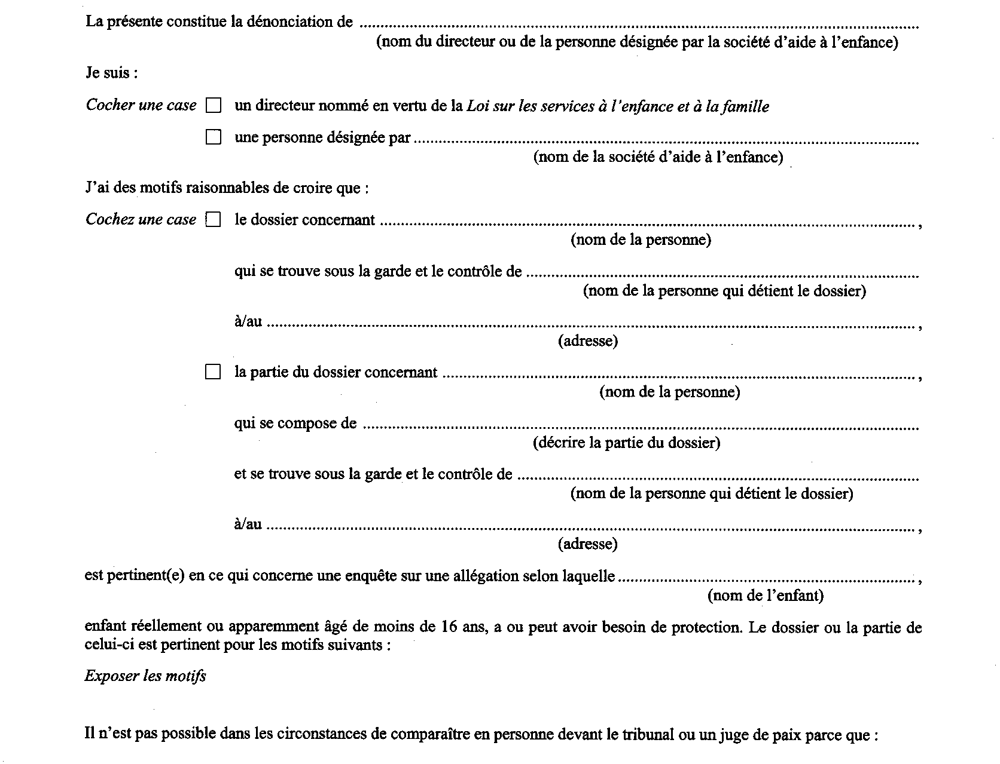 La présente constitue la dénonciation de ........................................
(nom du directeur ou de la personne désignée par la société d'aide à l'enfance)
Je suis :
Cocher une case ☐ un directeur nommé en vertu de la Loi sur les services à l'enfance et à la famille
☐ une personne désignée par ........................................
(nom de la société d'aide à l'enfance)
J'ai des motifs raisonnables de croire que :
Cochez une case ☐ le dossier concernant ........................................ ,
(nom de la personne)
qui se trouve sous la garde et le contrôle de ........................................
(nom de la personne qui détient le dossier)
à/au ........................................ ,
(adresse)
☐ la partie du dossier concernant ........................................ ,
(nom de la personne)
qui se compose de ........................................
(décrire la partie du dossier)
et se trouve sous la garde et le contrôle de ........................................
(nom de la personne qui détient le dossier)
à/au ........................................ ,
(adresse)
est pertinent(e) en ce qui concerne une enquête sur une allégation selon laquelle ........................................ ,
(nom de l'enfant)
enfant réellement ou apparemment âgé de moins de 16 ans, a ou peut avoir besoin de protection. Le dossier ou la partie de
celui-ci est pertinent pour les motifs suivants :
Exposer les motifs
Il n'est pas possible dans les circonstances de comparaître en personne devant le tribunal ou un juge de paix parce que :